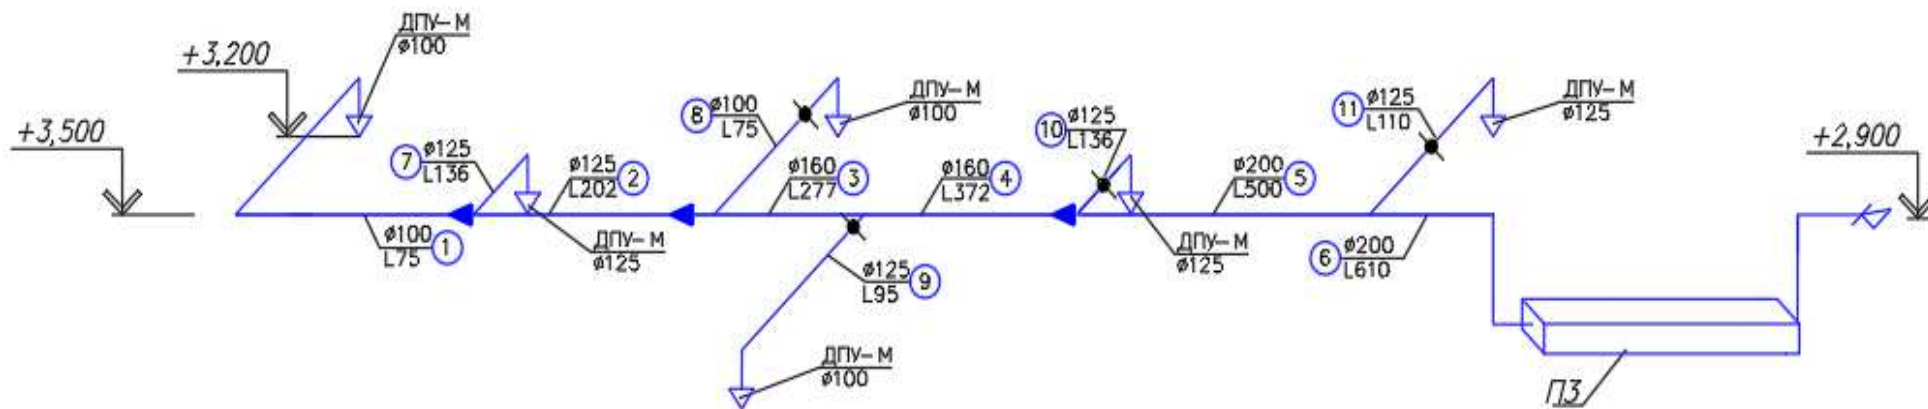 ДПУ-М
ø100
+3,200
+3,500
8 ø100
L75
ДПУ-М
ø100
10 ø125
L136
11 ø125
L110
ДПУ-М
ø125
+2,900
7 ø125
L136
ø125 2
L202
ø160 3
L277
ø160 4
L372
ø200 5
L500
ø100 1
L75
ДПУ-М
ø125
ø125 9
L95
ДПУ-М
ø125
6 ø200
L610
ДПУ-М
ø100
П3